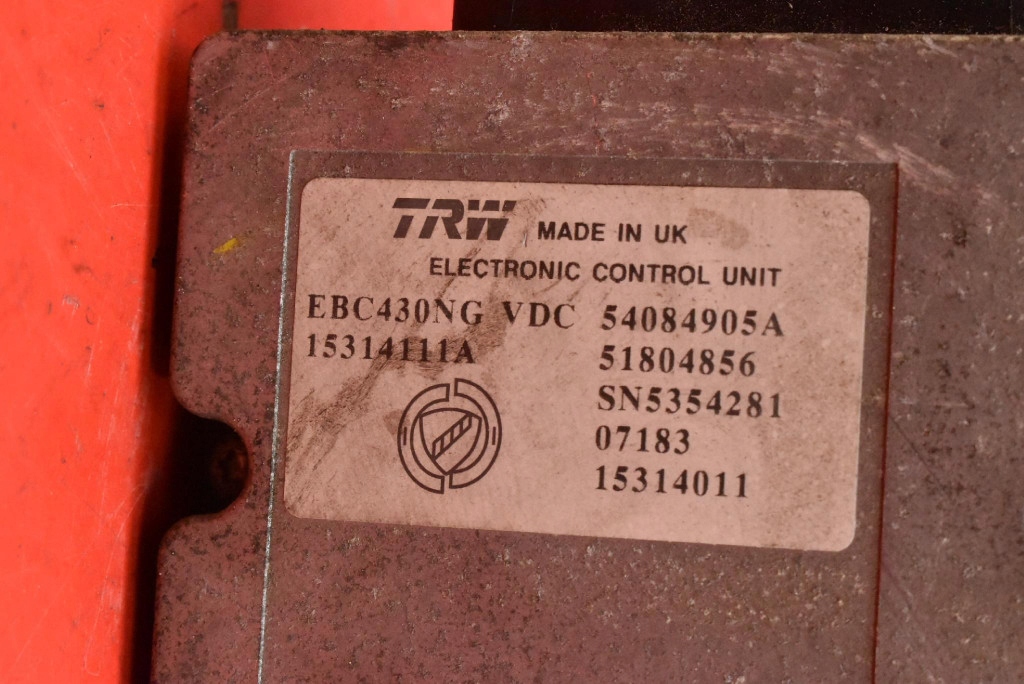 TRW MADE IN UK
ELECTRONIC CONTROL UNIT
EBC430NG VDC 54084905A
15314111A 51804856
SN5354281
07183
15314011